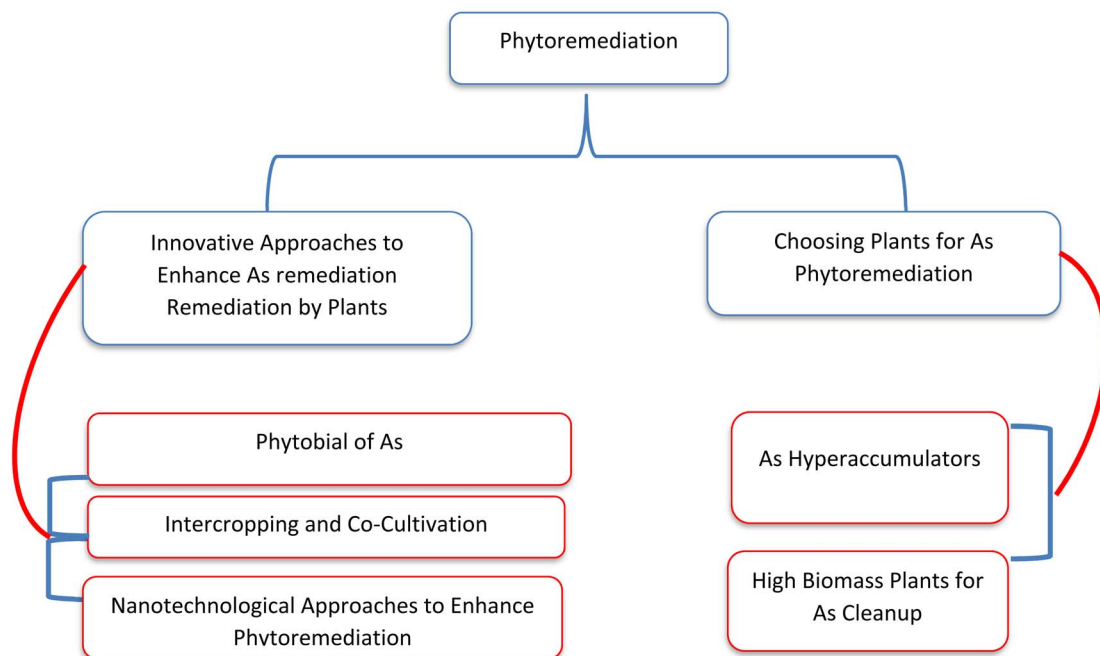 Phytoremediation
Innovative Approaches to
Enhance As remediation
Remediation by Plants
Choosing Plants for As
Phytoremediation
Phytobial of As
Intercropping and Co-Cultivation
Nanotechnological Approaches to Enhance
Phytoremediation
As Hyperaccumulators
High Biomass Plants for
As Cleanup